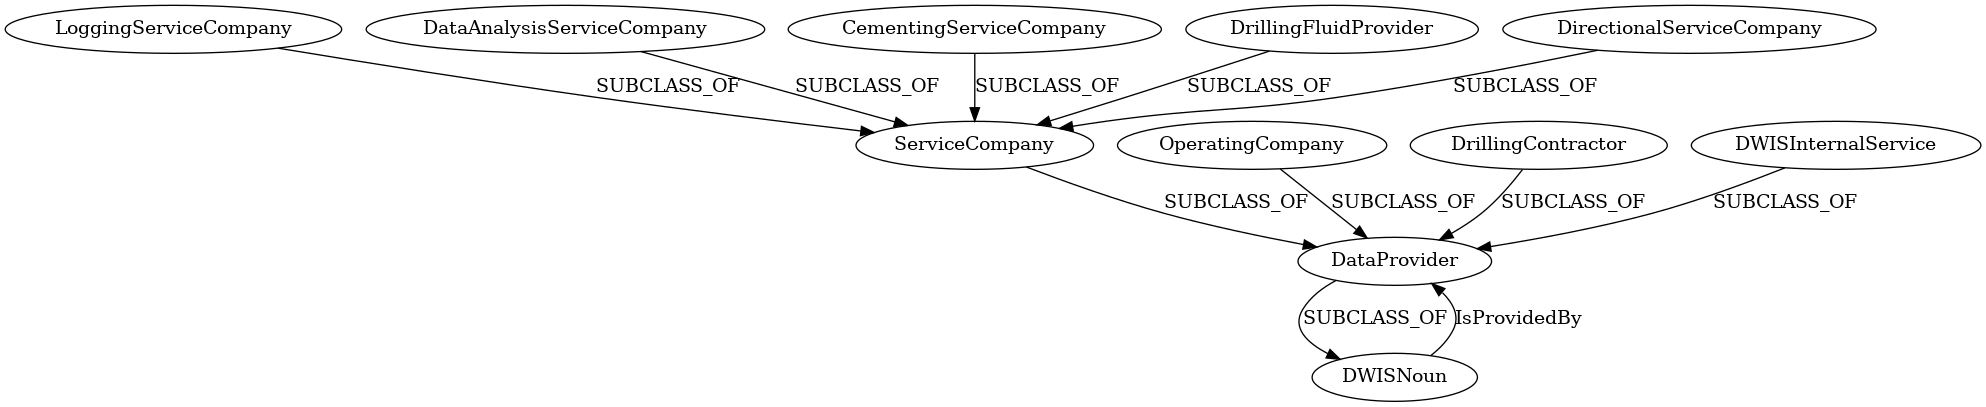 LoggingServiceCompany
DataAnalysisServiceCompany
CementingServiceCompany
DrillingFluidProvider
DirectionalServiceCompany
SUBCLASS_OF
SUBCLASS_OF
SUBCLASS_OF
SUBCLASS_OF
SUBCLASS_OF
ServiceCompany
OperatingCompany
DrillingContractor
DWISInternalService
SUBCLASS_OF
SUBCLASS_OF
SUBCLASS_OF
SUBCLASS_OF
DataProvider
SUBCLASS_OF
IsProvidedBy
DWISNoun